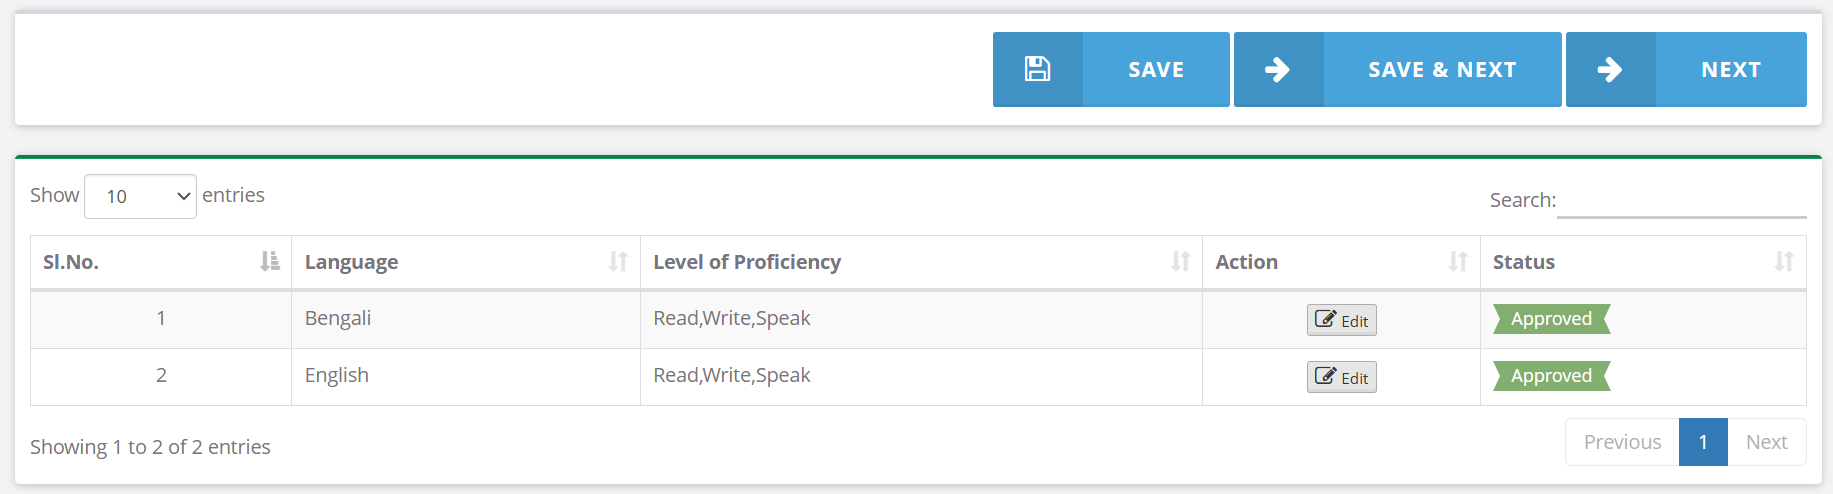 SAVE SAVE & NEXT NEXT
Show 10 entries Search:
Sl.No. Language Level of Proficiency Action Status
1 Bengali Read,Write,Speak Edit Approved
2 English Read,Write,Speak Edit Approved
Showing 1 to 2 of 2 entries Previous 1 Next